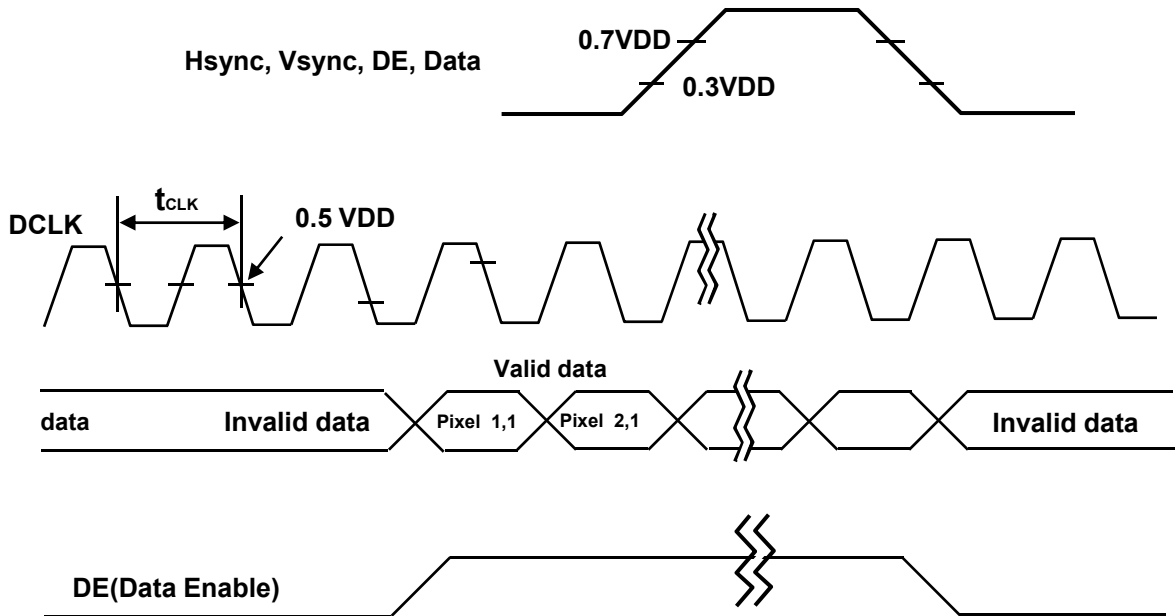 0.7VDD
Hsync, Vsync, DE, Data
0.3VDD
tCLK
0.5 VDD
DCLK
Valid data
data
Invalid data
Pixel 1,1
Pixel 2,1
Invalid data
DE(Data Enable)